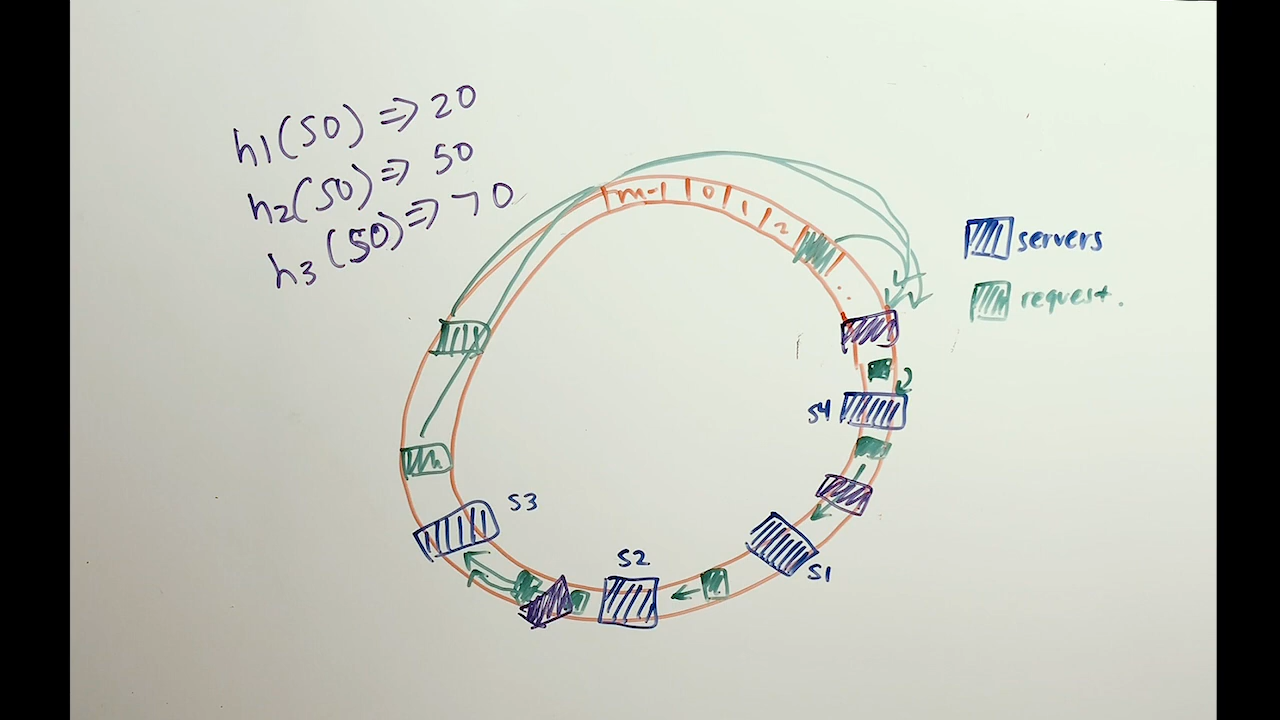 h1(50) => 20
h2(50) => 50
h3(50) => 70
m-1 0 1 2 ..
servers
request.
S4
S3
S2
S1